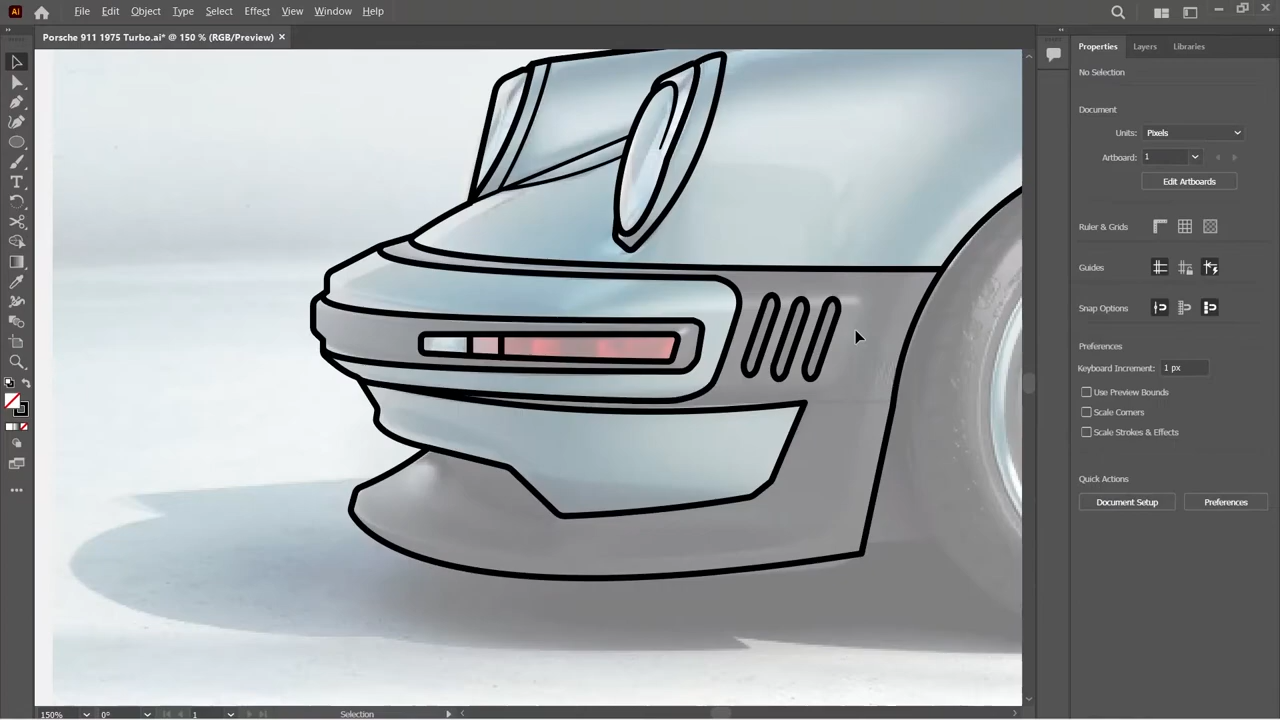 Ai File Edit Object Type Select Effect View Window Help
Porsche 911 1975 Turbo.ai* @ 150 % (RGB/Preview) ×
Properties Layers Libraries
No Selection
Document
Units: Pixels
Artboard: 1
Edit Artboards
Ruler & Grids
Guides
Snap Options
Preferences
Keyboard Increment: 1 px
Use Preview Bounds
Scale Corners
Scale Strokes & Effects
Quick Actions
Document Setup Preferences
150% 0° 1 Selection